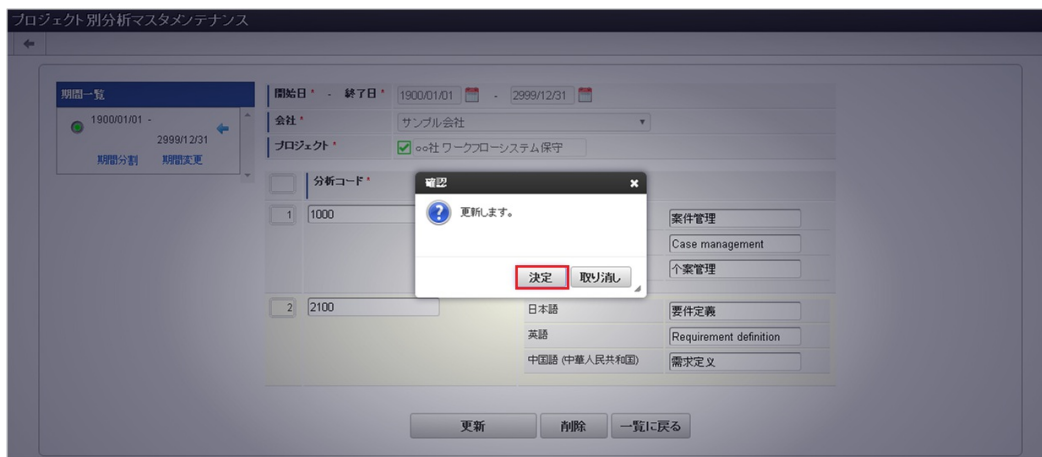 プロジェクト別分析マスタメンテナンス
期間一覧
1900/01/01 -
2999/12/31
期間分割 期間変更
開始日* - 終了日* 1900/01/01 - 2999/12/31
会社* サンプル会社
プロジェクト* ○○社 ワークフローシステム保守
分析コード*
確認
更新します。
決定 取り消し
1 1000
案件管理
Case management
个案管理
2 2100
日本語 要件定義
英語 Requirement definition
中国語 (中華人民共和国) 需求定义
更新 削除 一覧に戻る